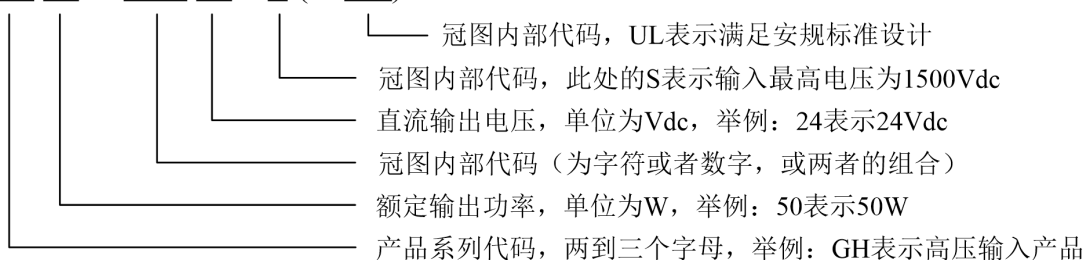 冠图内部代码，UL表示满足安规标准设计
冠图内部代码，此处的S表示输入最高电压为1500Vdc
直流输出电压，单位为Vdc，举例：24表示24Vdc
冠图内部代码（为字符或者数字，或两者的组合）
额定输出功率，单位为W，举例：50表示50W
产品系列代码，两到三个字母，举例：GH表示高压输入产品